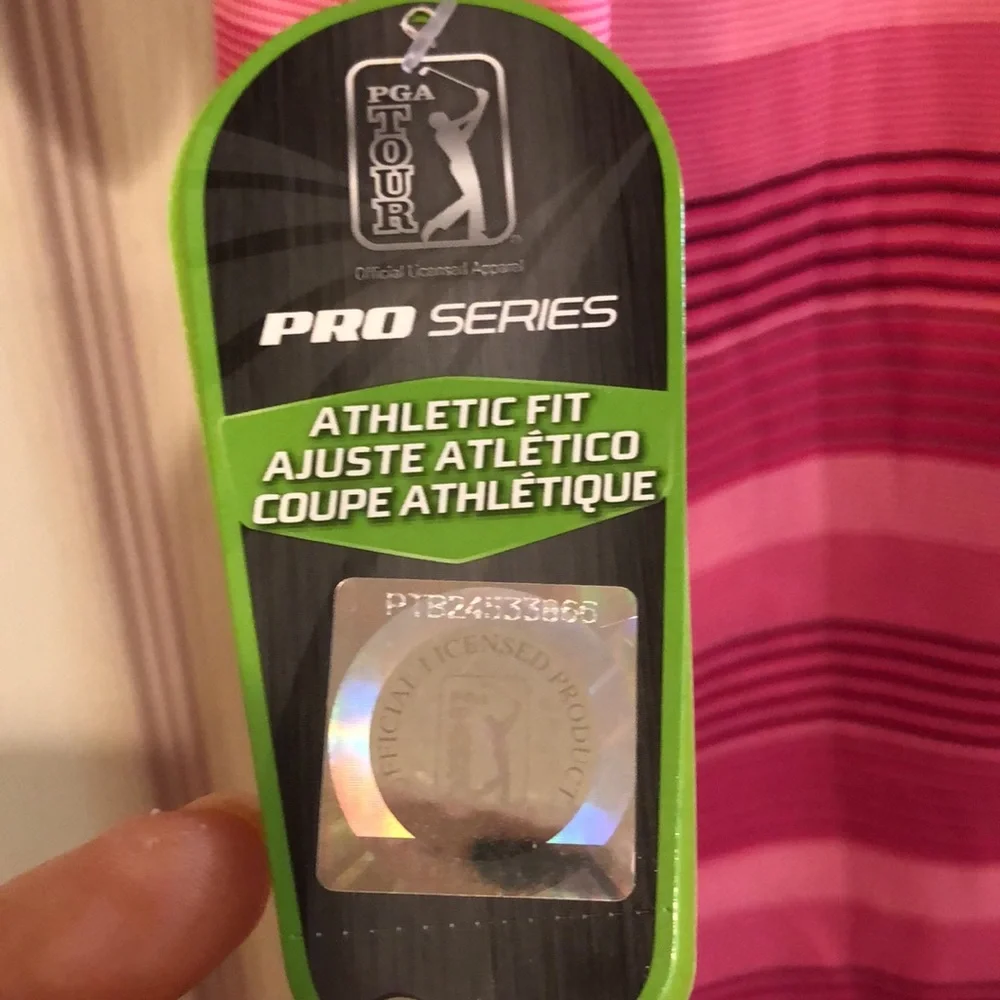 PGA
TOUR
Official Licensed Apparel
PRO SERIES
ATHLETIC FIT
AJUSTE ATLÉTICO
COUPE ATHLÉTIQUE
OFFICIAL LICENSED PRODUCT